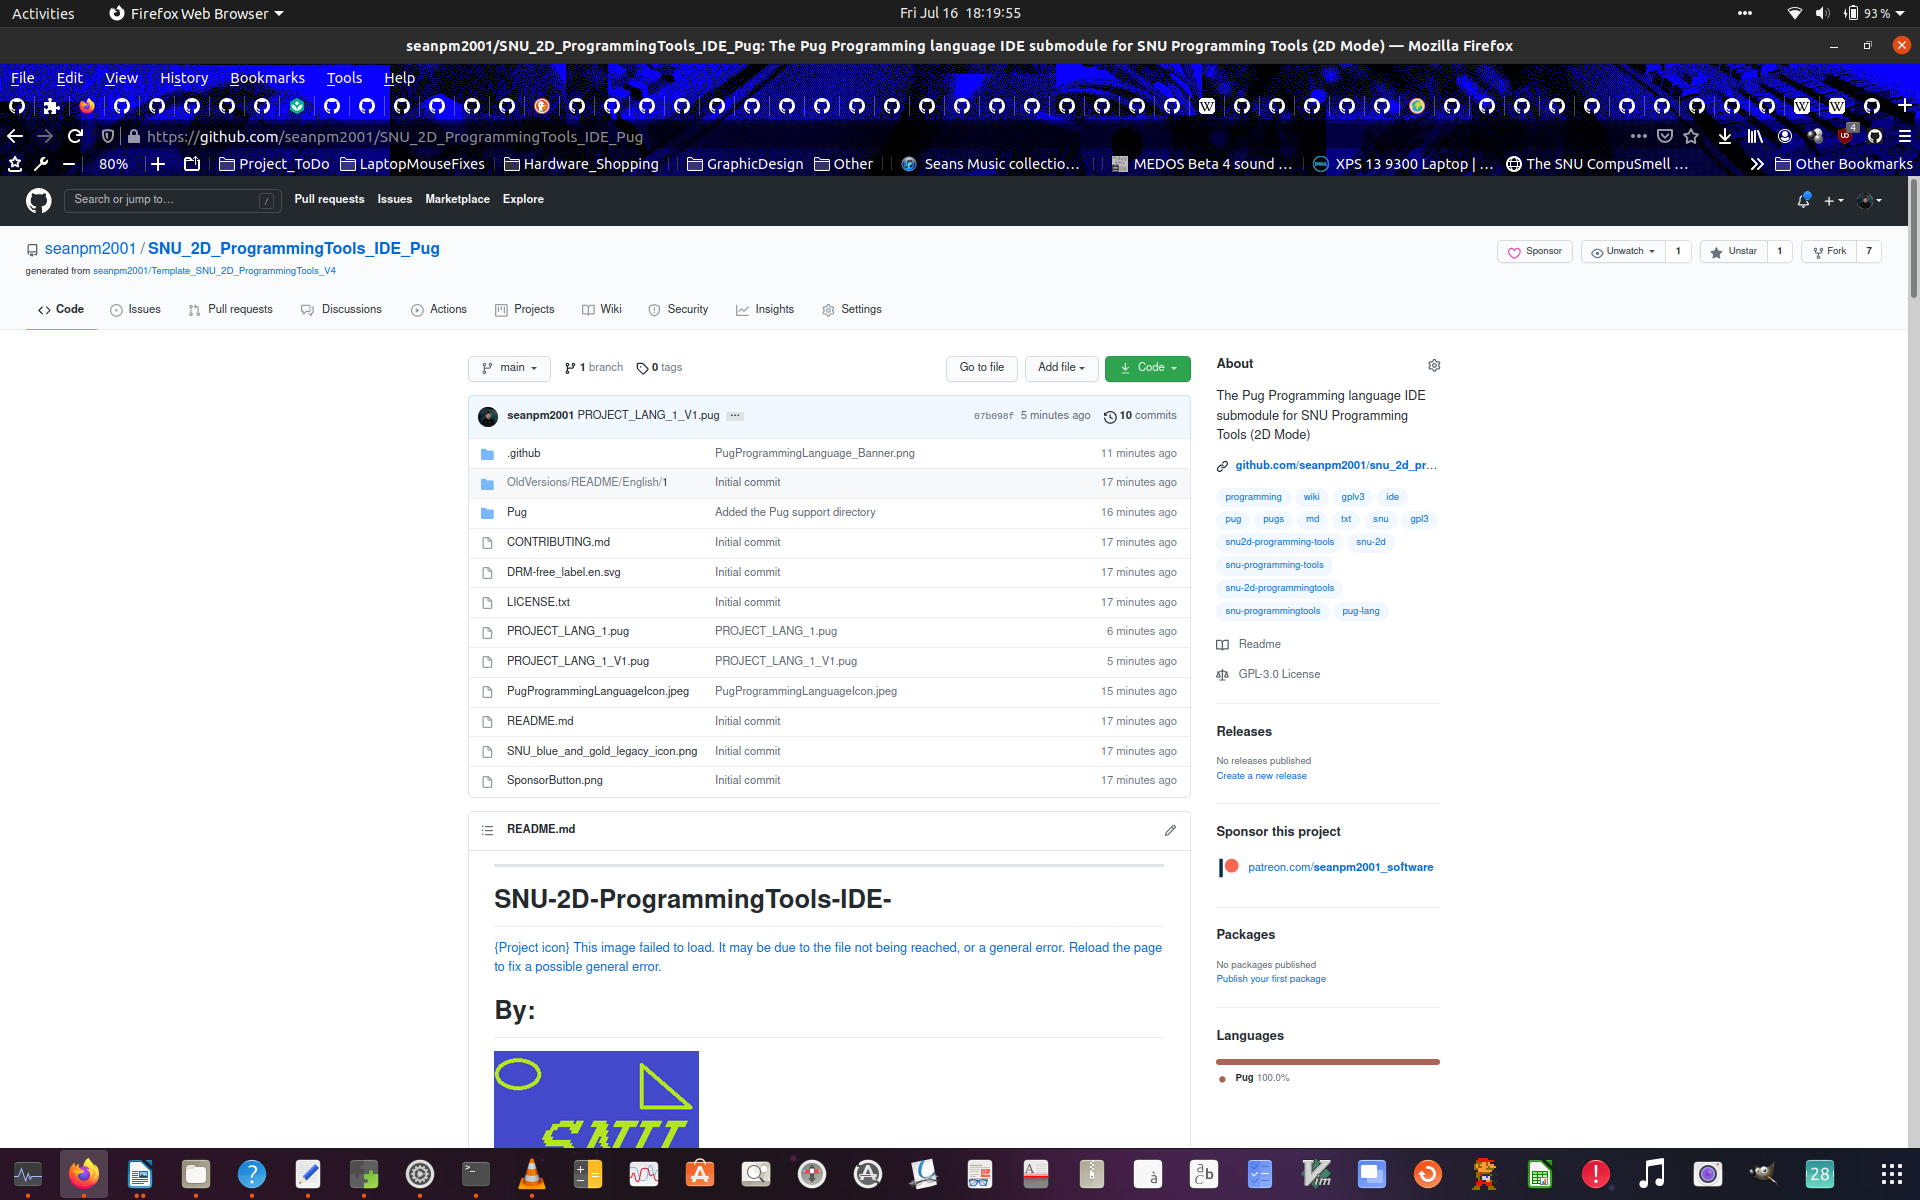 Activities Firefox Web Browser Fri Jul 16 18:19:55 93 %
seanpm2001/SNU_2D_ProgrammingTools_IDE_Pug: The Pug Programming language IDE submodule for SNU Programming Tools (2D Mode) — Mozilla Firefox
File Edit View History Bookmarks Tools Help
https://github.com/seanpm2001/SNU_2D_ProgrammingTools_IDE_Pug 4
80% Project_ToDo LaptopMouseFixes Hardware_Shopping GraphicDesign Other Seans Music collectio… MEDOS Beta 4 sound … XPS 13 9300 Laptop | … The SNU CompuSmell … Other Bookmarks
Search or jump to… / Pull requests Issues Marketplace Explore
seanpm2001 / SNU_2D_ProgrammingTools_IDE_Pug Sponsor Unwatch 1 Unstar 1 Fork 7
generated from seanpm2001/Template_SNU_2D_ProgrammingTools_V4
Code Issues Pull requests Discussions Actions Projects Wiki Security Insights Settings
main 1 branch 0 tags Go to file Add file Code
seanpm2001 PROJECT_LANG_1_V1.pug ... 07b098f 5 minutes ago 10 commits
.github PugProgrammingLanguage_Banner.png 11 minutes ago
OldVersions/README/English/1 Initial commit 17 minutes ago
Pug Added the Pug support directory 16 minutes ago
CONTRIBUTING.md Initial commit 17 minutes ago
DRM-free_label.en.svg Initial commit 17 minutes ago
LICENSE.txt Initial commit 17 minutes ago
PROJECT_LANG_1.pug PROJECT_LANG_1.pug 6 minutes ago
PROJECT_LANG_1_V1.pug PROJECT_LANG_1_V1.pug 5 minutes ago
PugProgrammingLanguageIcon.jpeg PugProgrammingLanguageIcon.jpeg 15 minutes ago
README.md Initial commit 17 minutes ago
SNU_blue_and_gold_legacy_icon.png Initial commit 17 minutes ago
SponsorButton.png Initial commit 17 minutes ago
README.md
SNU-2D-ProgrammingTools-IDE-
{Project icon} This image failed to load. It may be due to the file not being reached, or a general error. Reload the page
to fix a possible general error.
By:
SNU
About
The Pug Programming language IDE
submodule for SNU Programming
Tools (2D Mode)
github.com/seanpm2001/snu_2d_pr…
programming wiki gplv3 ide
pug pugs md txt snu gpl3
snu2d-programming-tools snu-2d
snu-programming-tools
snu-2d-programmingtools
snu-programmingtools pug-lang
Readme
GPL-3.0 License
Releases
No releases published
Create a new release
Sponsor this project
patreon.com/seanpm2001_software
Packages
No packages published
Publish your first package
Languages
Pug 100.0%
28